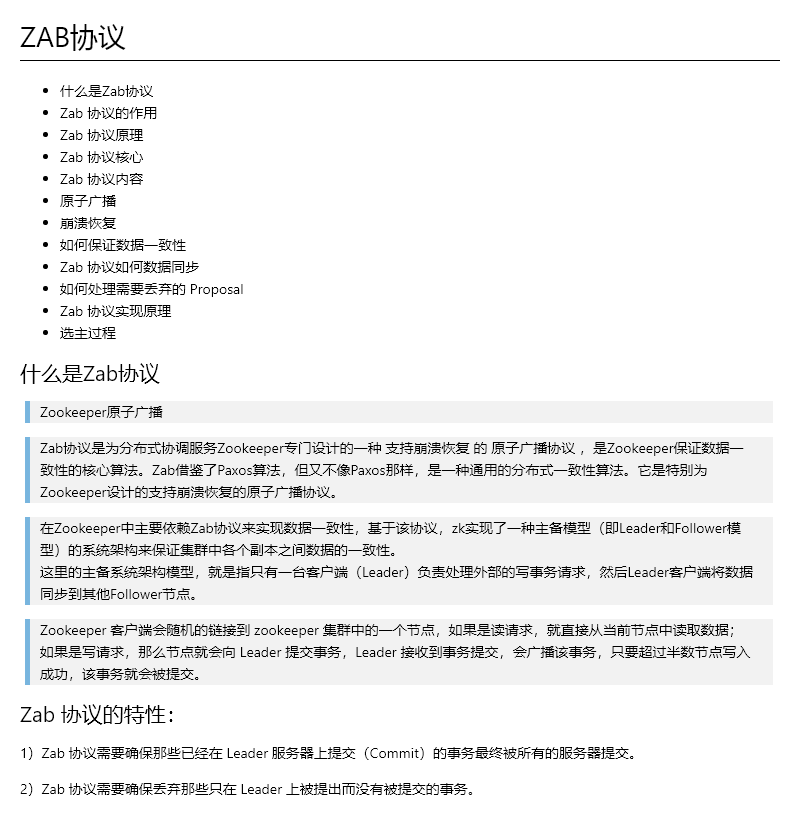 ZAB协议
什么是Zab协议
Zab 协议的作用
Zab 协议原理
Zab 协议核心
Zab 协议内容
原子广播
崩溃恢复
如何保证数据一致性
Zab 协议如何数据同步
如何处理需要丢弃的 Proposal
Zab 协议实现原理
选主过程
什么是Zab协议
Zookeeper原子广播
Zab协议是为分布式协调服务Zookeeper专门设计的一种 支持崩溃恢复 的 原子广播协议 ，是Zookeeper保证数据一
致性的核心算法。Zab借鉴了Paxos算法，但又不像Paxos那样，是一种通用的分布式一致性算法。它是特别为
Zookeeper设计的支持崩溃恢复的原子广播协议。
在Zookeeper中主要依赖Zab协议来实现数据一致性，基于该协议，zk实现了一种主备模型（即Leader和Follower模
型）的系统架构来保证集群中各个副本之间数据的一致性。
这里的主备系统架构模型，就是指只有一台客户端（Leader）负责处理外部的写事务请求，然后Leader客户端将数据
同步到其他Follower节点。
Zookeeper 客户端会随机的链接到 zookeeper 集群中的一个节点，如果是读请求，就直接从当前节点中读取数据；
如果是写请求，那么节点就会向 Leader 提交事务，Leader 接收到事务提交，会广播该事务，只要超过半数节点写入
成功，该事务就会被提交。
Zab 协议的特性：
1）Zab 协议需要确保那些已经在 Leader 服务器上提交（Commit）的事务最终被所有的服务器提交。
2）Zab 协议需要确保丢弃那些只在 Leader 上被提出而没有被提交的事务。